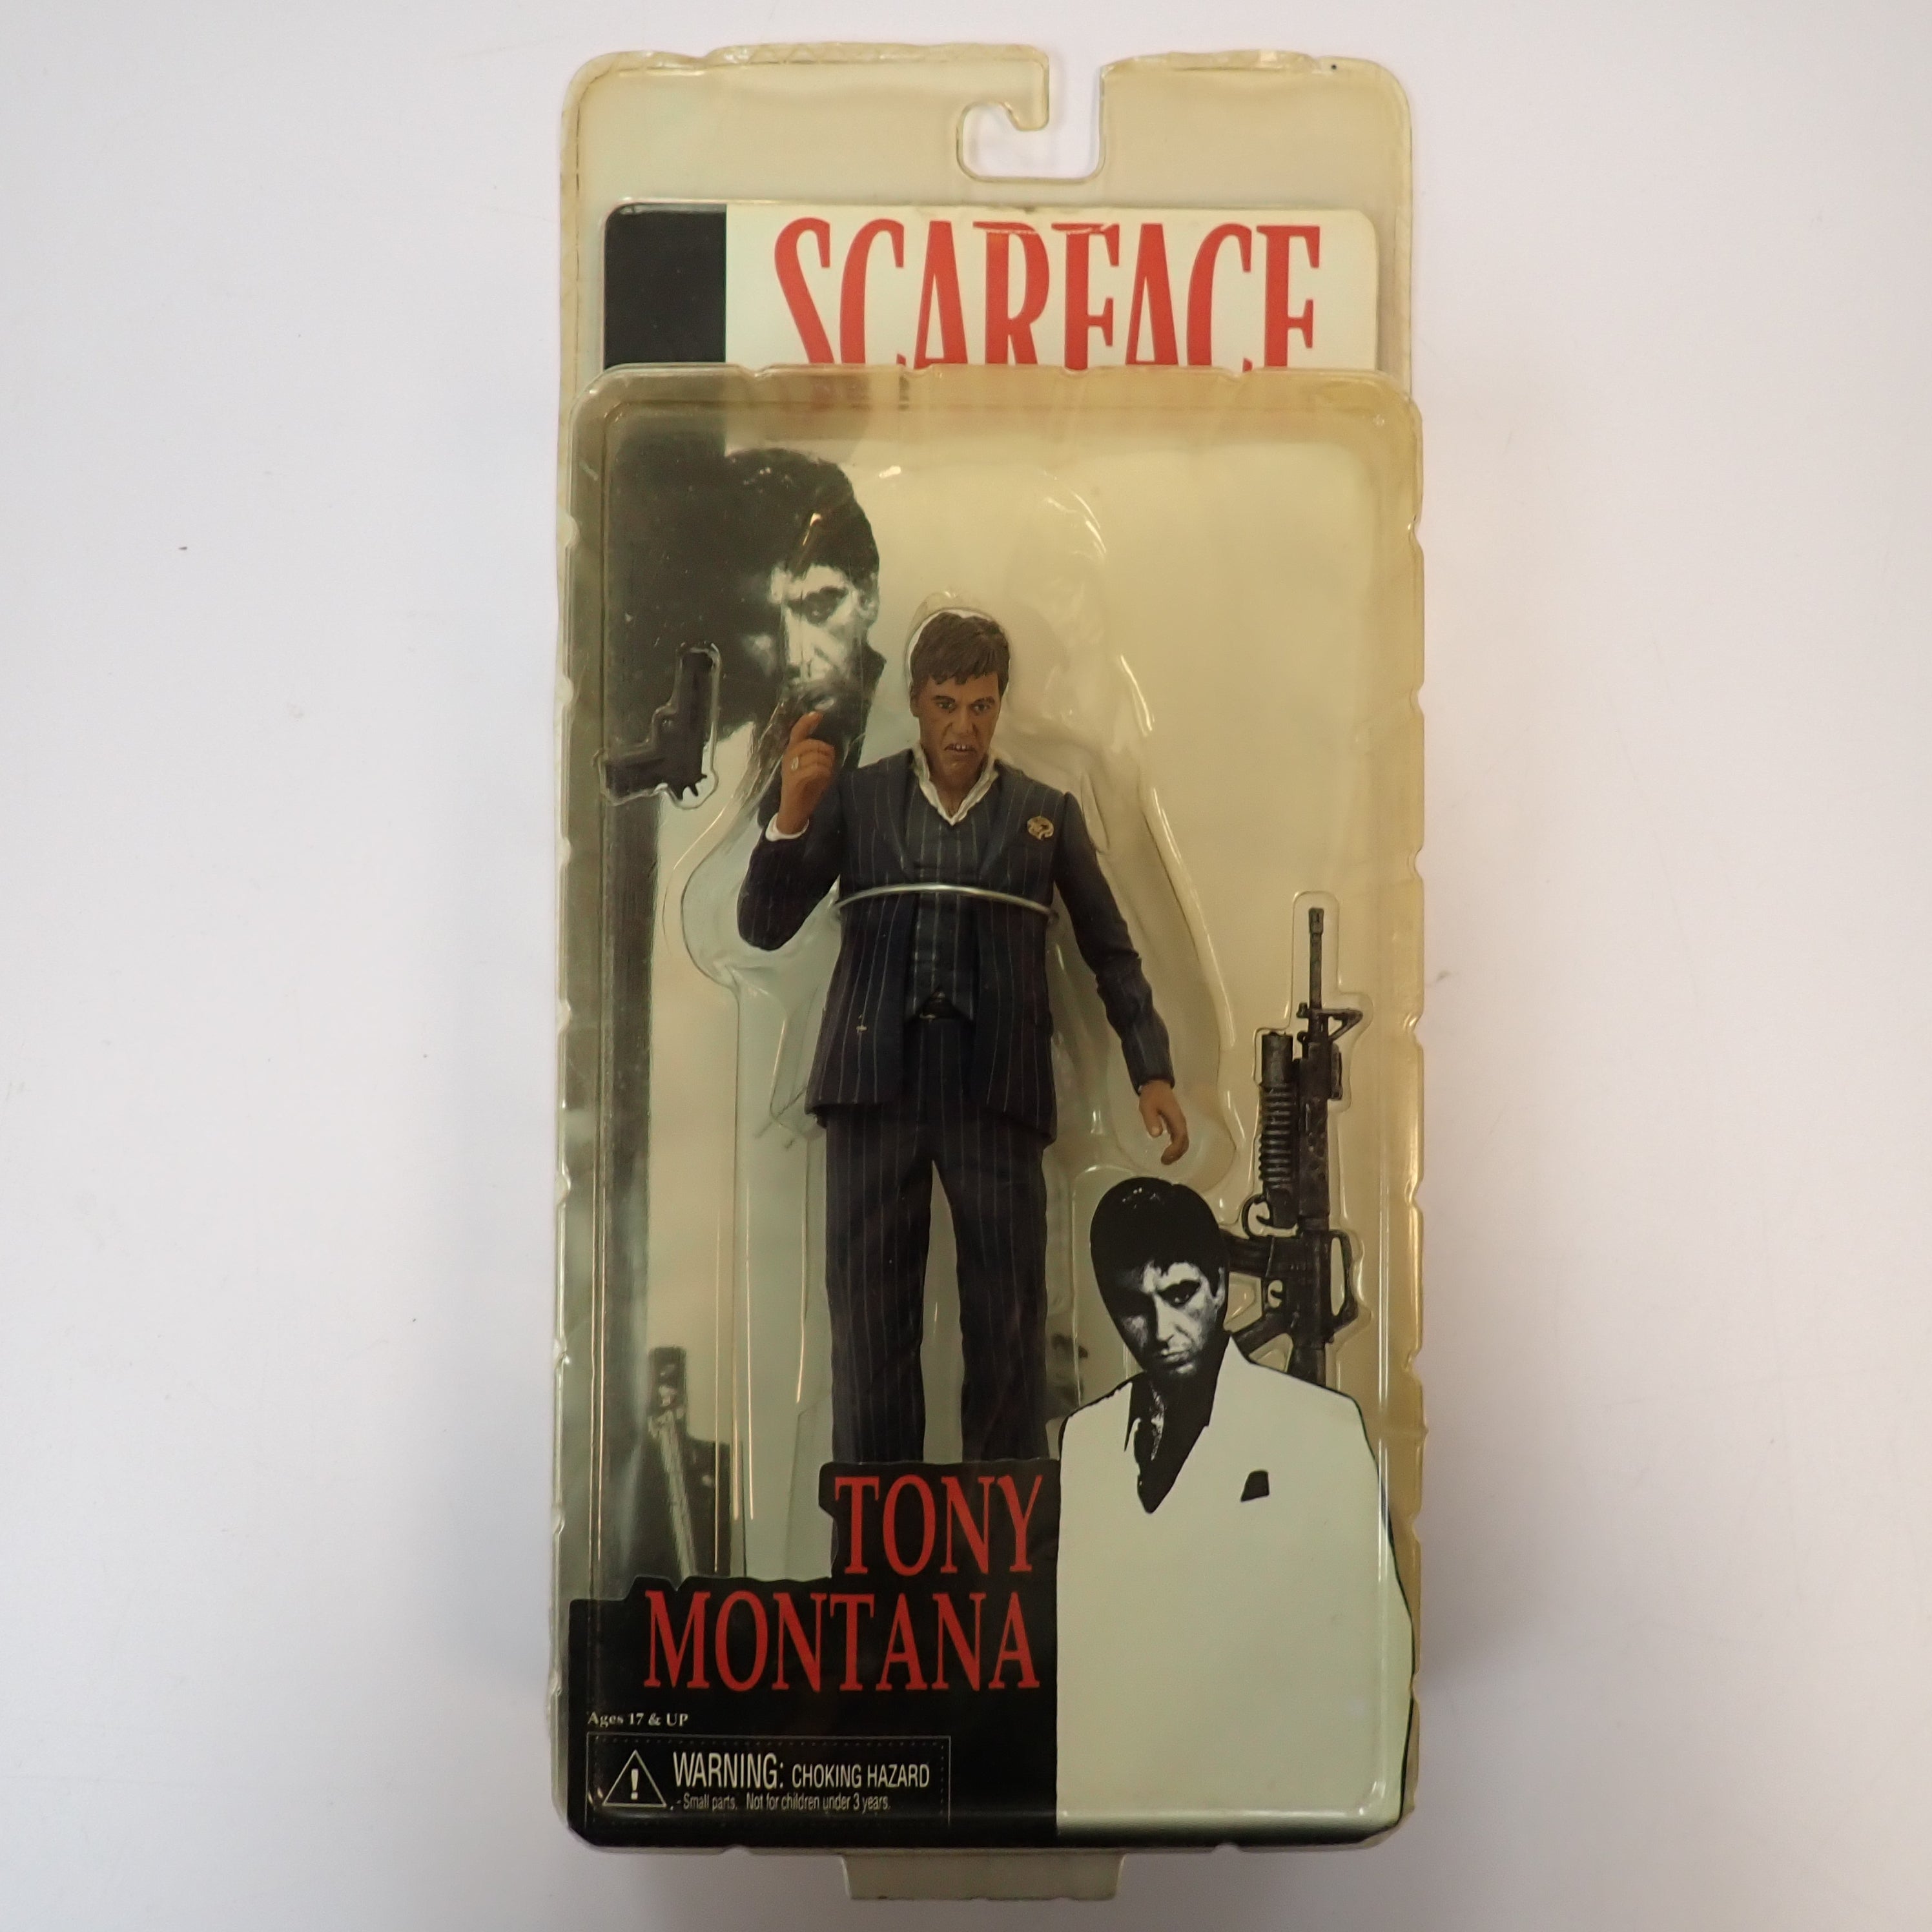 SCARFACE
TONY
MONTANA
Ages 17 & UP
WARNING: CHOKING HAZARD
- Small parts. Not for children under 3 years.